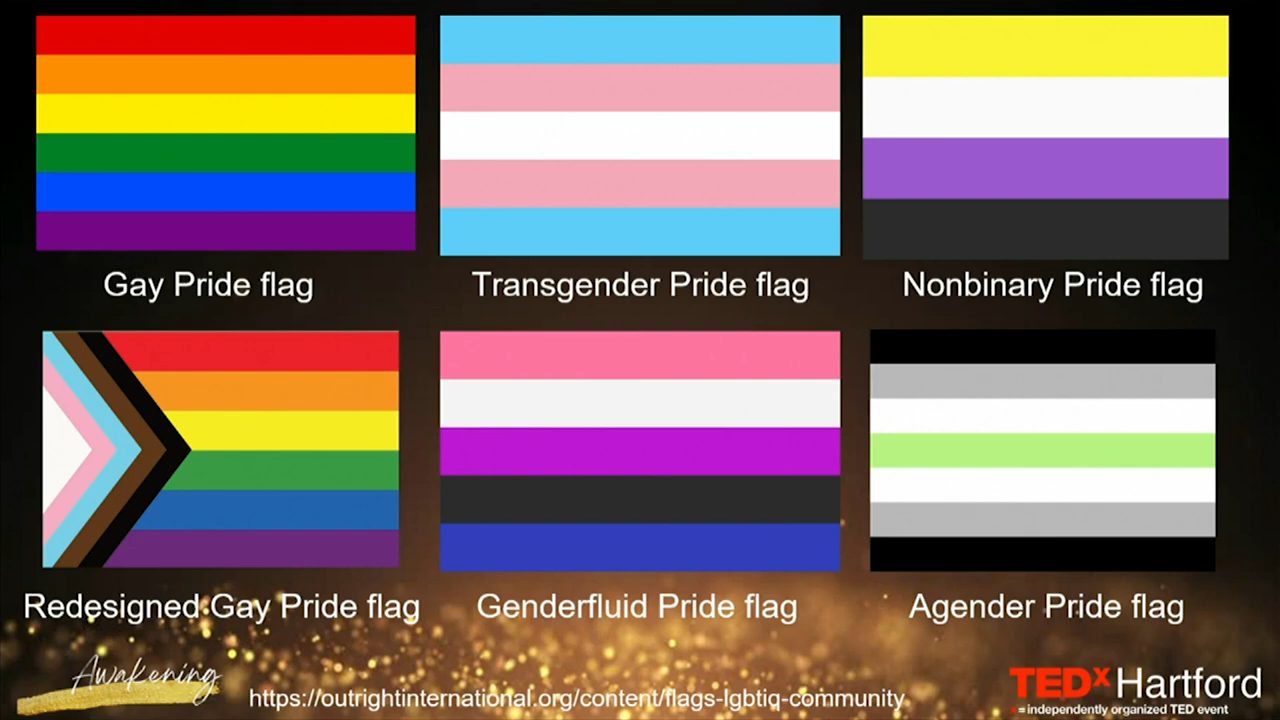 Gay Pride flag
Transgender Pride flag
Nonbinary Pride flag
Redesigned Gay Pride flag
Genderfluid Pride flag
Agender Pride flag
Awakening
https://outrightinternational.org/content/flags-lgbtiq-community
TEDx Hartford
x = independently organized TED event